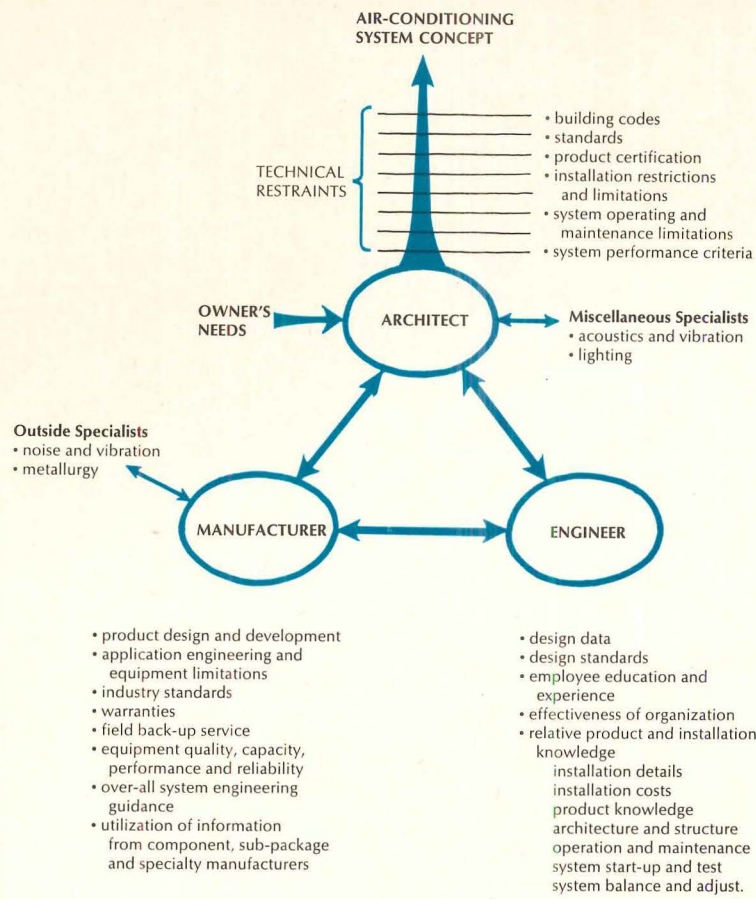 AIR-CONDITIONING
SYSTEM CONCEPT
TECHNICAL
RESTRAINTS
• building codes
• standards
• product certification
• installation restrictions
and limitations
• system operating and
maintenance limitations
• system performance criteria
OWNER'S
NEEDS
ARCHITECT
Miscellaneous Specialists
• acoustics and vibration
• lighting
Outside Specialists
• noise and vibration
• metallurgy
MANUFACTURER
ENGINEER
• product design and development
• application engineering and
equipment limitations
• industry standards
• warranties
• field back-up service
• equipment quality, capacity,
performance and reliability
• over-all system engineering
guidance
• utilization of information
from component, sub-package
and specialty manufacturers
• design data
• design standards
• employee education and
experience
• effectiveness of organization
• relative product and installation
knowledge
installation details
installation costs
product knowledge
architecture and structure
operation and maintenance
system start-up and test
system balance and adjust.